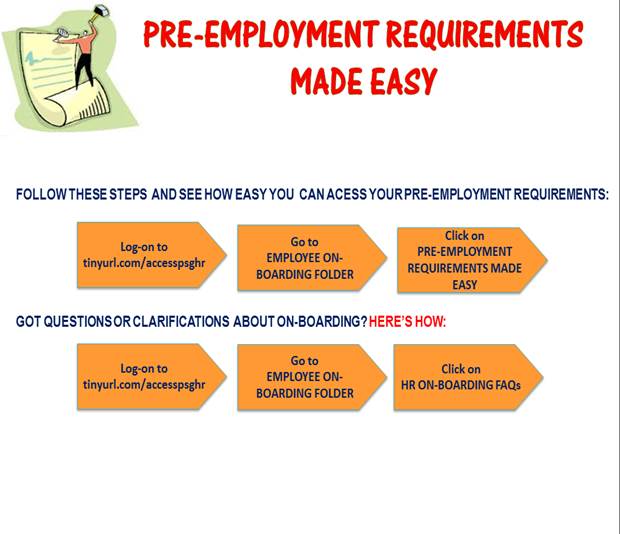 PRE-EMPLOYMENT REQUIREMENTS
MADE EASY
FOLLOW THESE STEPS AND SEE HOW EASY YOU CAN ACESS YOUR PRE-EMPLOYMENT REQUIREMENTS:
Log-on to
tinyurl.com/accesspsghr
Go to
EMPLOYEE ON-
BOARDING FOLDER
Click on
PRE-EMPLOYMENT
REQUIREMENTS MADE
EASY
GOT QUESTIONS OR CLARIFICATIONS ABOUT ON-BOARDING? HERE'S HOW:
Log-on to
tinyurl.com/accesspsghr
Go to
EMPLOYEE ON-
BOARDING FOLDER
Click on
HR ON-BOARDING FAQs